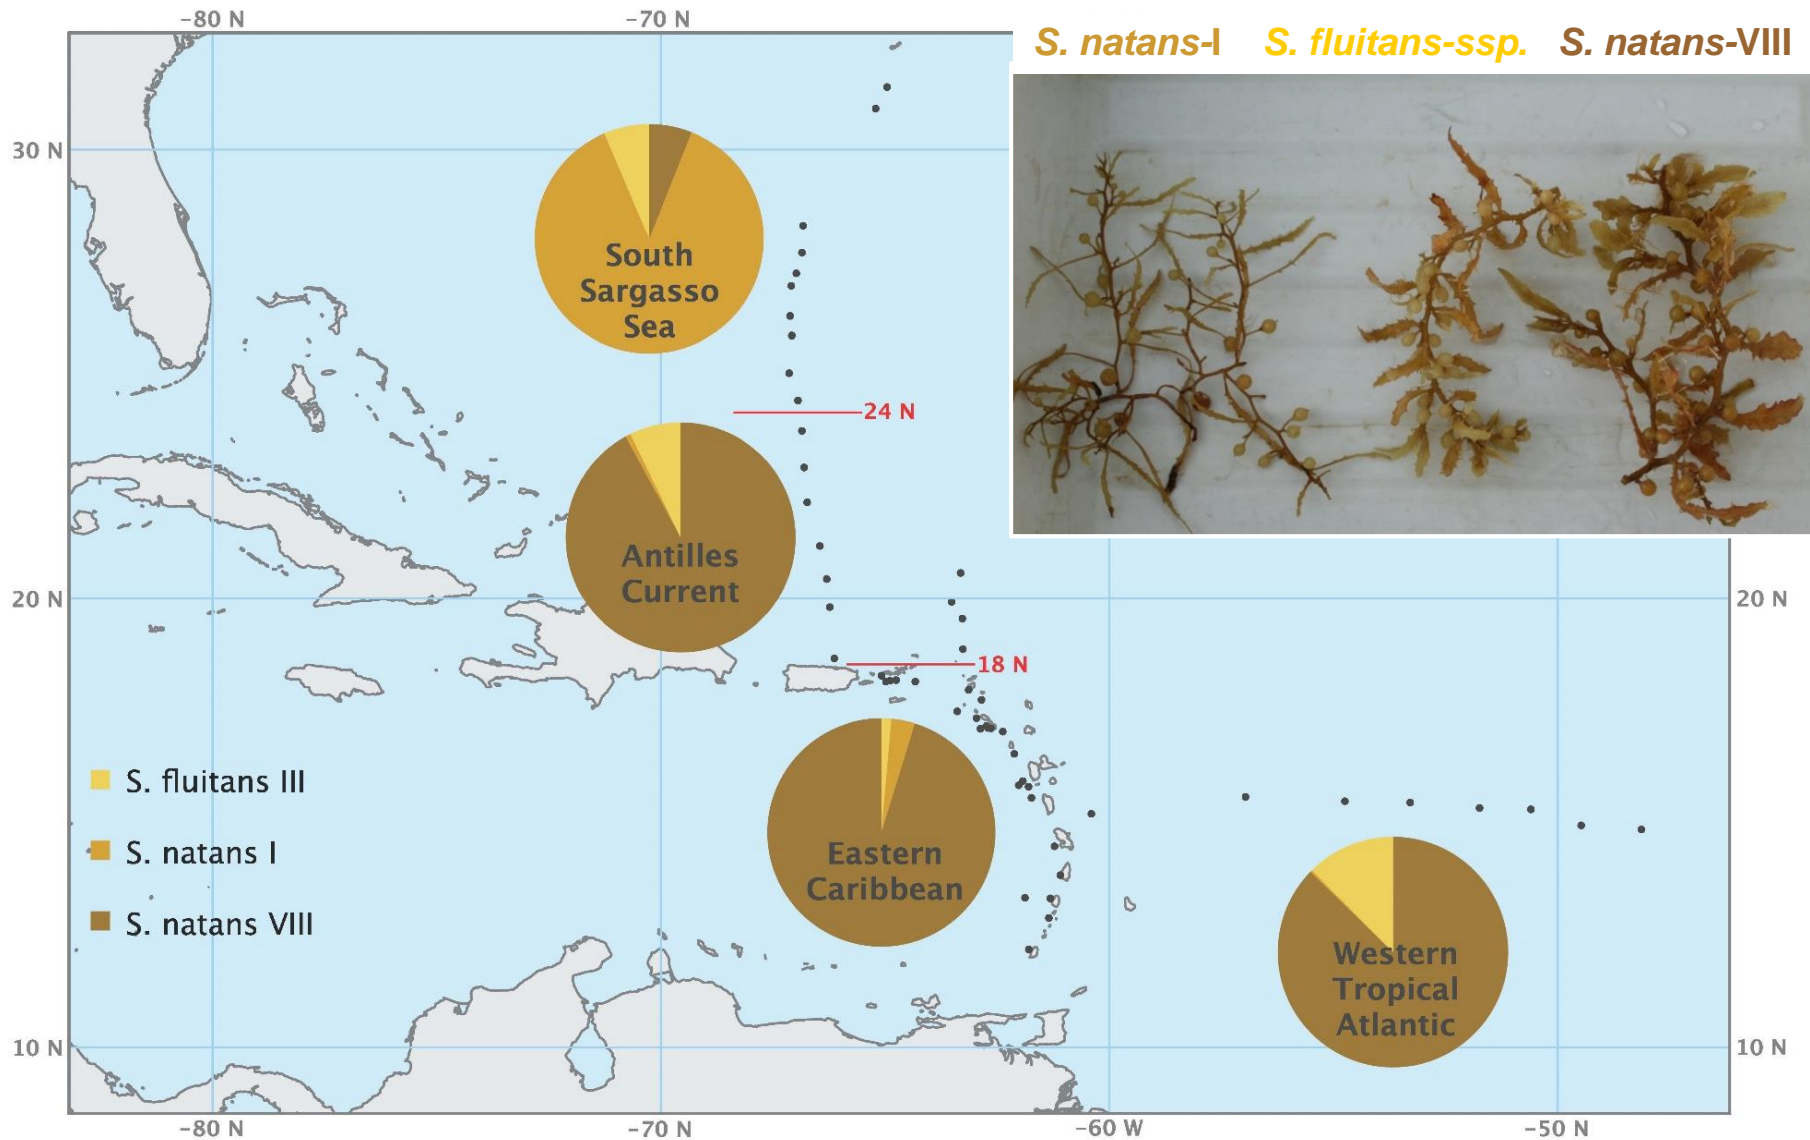 −80 N
−70 N
S. natans-I
S. fluitans-ssp.
S. natans-VIII
30 N
South
Sargasso
Sea
24 N
Antilles
Current
20 N
20 N
18 N
S. fluitans III
S. natans I
S. natans VIII
Eastern
Caribbean
Western
Tropical
Atlantic
10 N
10 N
−80 N
−70 N
−60 W
−50 N